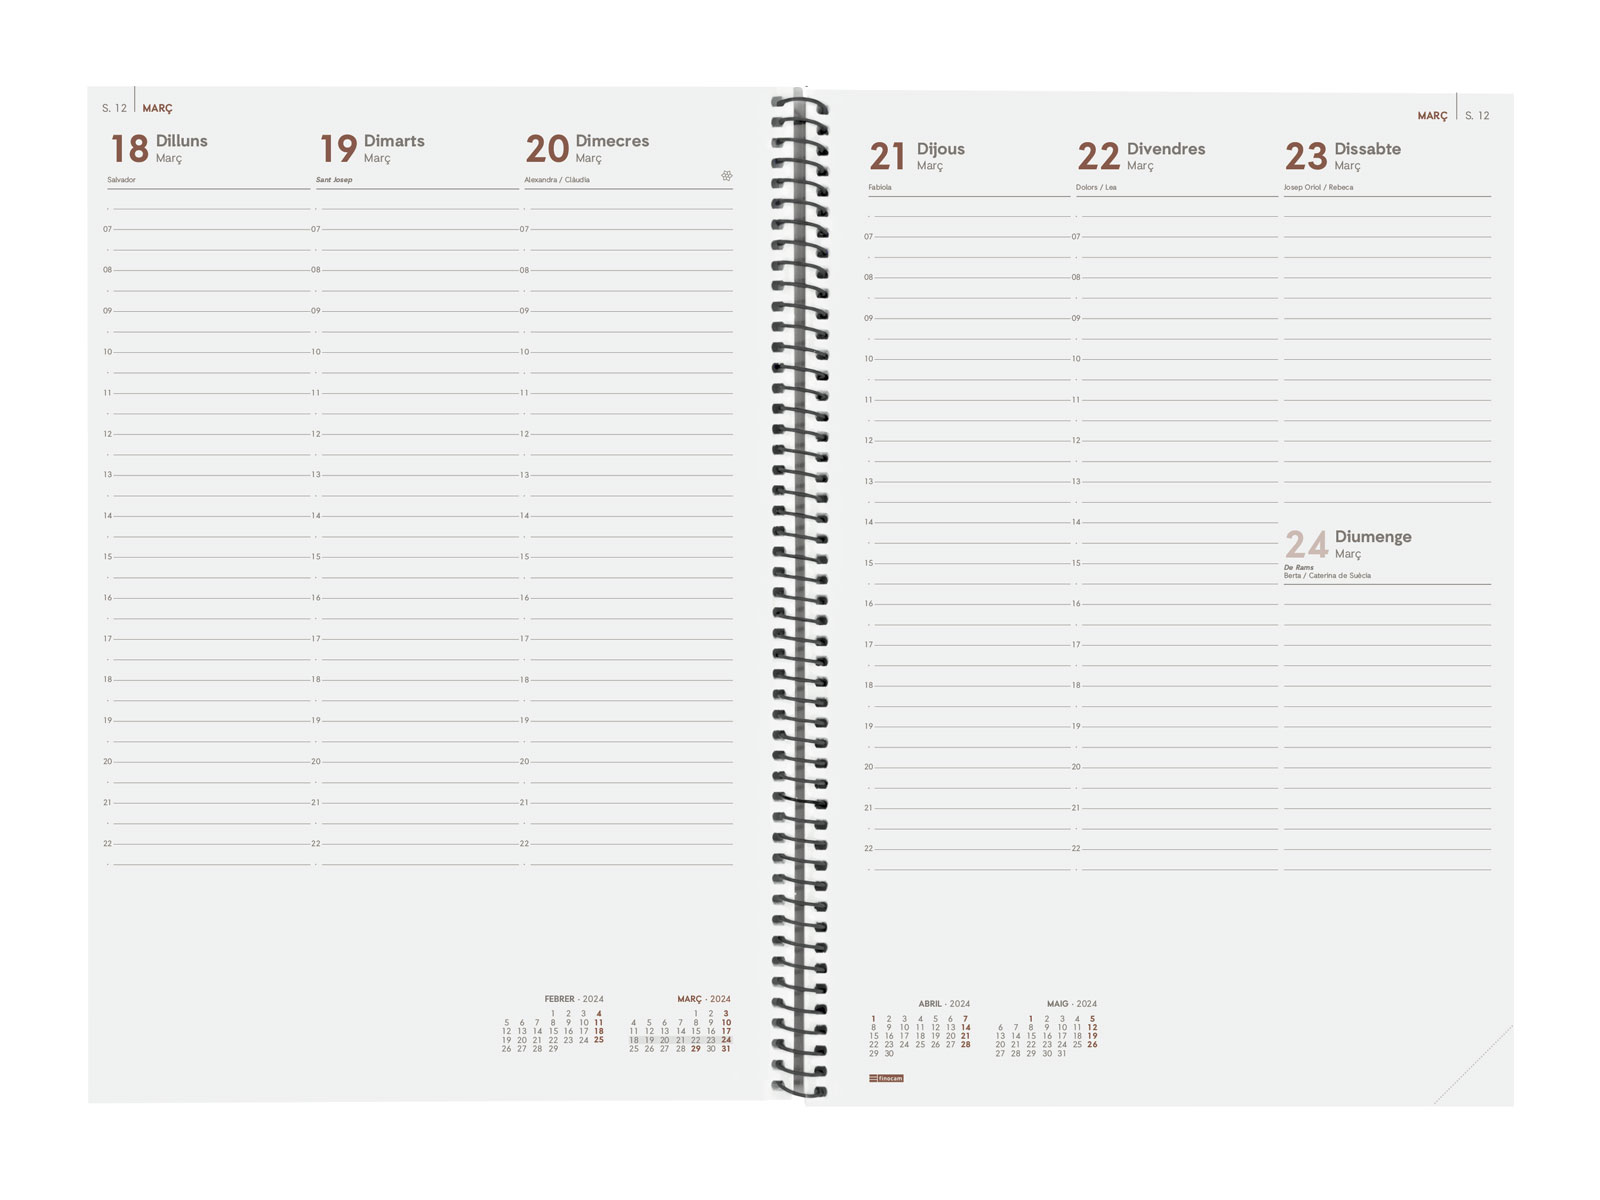 S. 12 MARÇ
18 Dilluns
Març
Salvador
19 Dimarts
Març
Sant Josep
20 Dimecres
Març
Alexandra / Clàudia
07 07 07
08 08 08
09 09 09
10 10 10
11 11 11
12 12 12
13 13 13
14 14 14
15 15 15
16 16 16
17 17 17
18 18 18
19 19 19
20 20 20
21 21 21
22 22 22
FEBRER · 2024
1 2 3 4
5 6 7 8 9 10 11
12 13 14 15 16 17 18
19 20 21 22 23 24 25
26 27 28 29
MARÇ · 2024
1 2 3
4 5 6 7 8 9 10
11 12 13 14 15 16 17
18 19 20 21 22 23 24
25 26 27 28 29 30 31
MARÇ S. 12
21 Dijous
Març
Fabiola
22 Divendres
Març
Dolors / Lea
23 Dissabte
Març
Josep Oriol / Rebeca
07 07
08 08
09 09
10 10
11 11
12 12
13 13
14 14
15 15
16 16
17 17
18 18
19 19
20 20
21 21
22 22
24 Diumenge
Març
De Rams
Berta / Caterina de Suècia
ABRIL · 2024
1 2 3 4 5 6 7
8 9 10 11 12 13 14
15 16 17 18 19 20 21
22 23 24 25 26 27 28
29 30
MAIG · 2024
1 2 3 4 5
6 7 8 9 10 11 12
13 14 15 16 17 18 19
20 21 22 23 24 25 26
27 28 29 30 31
finocam